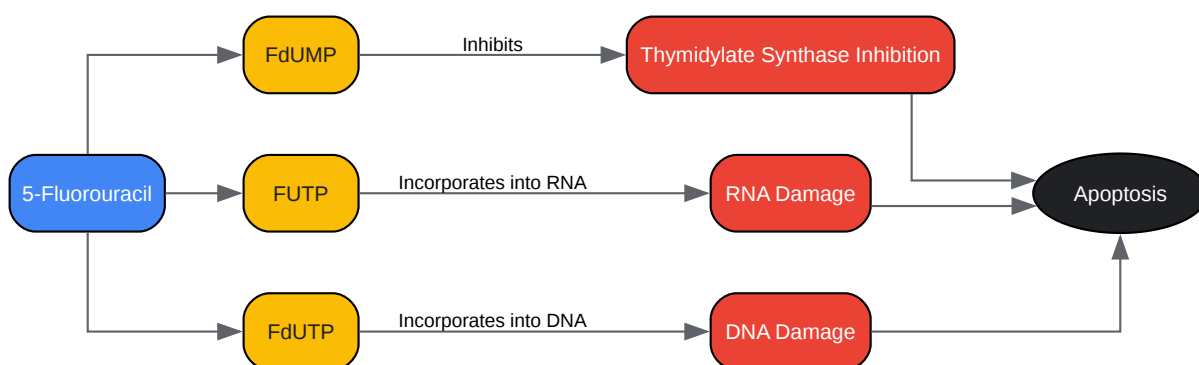 FdUMP
Inhibits
Thymidylate Synthase Inhibition
5-Fluorouracil
FUTP
Incorporates into RNA
RNA Damage
Apoptosis
FdUTP
Incorporates into DNA
DNA Damage